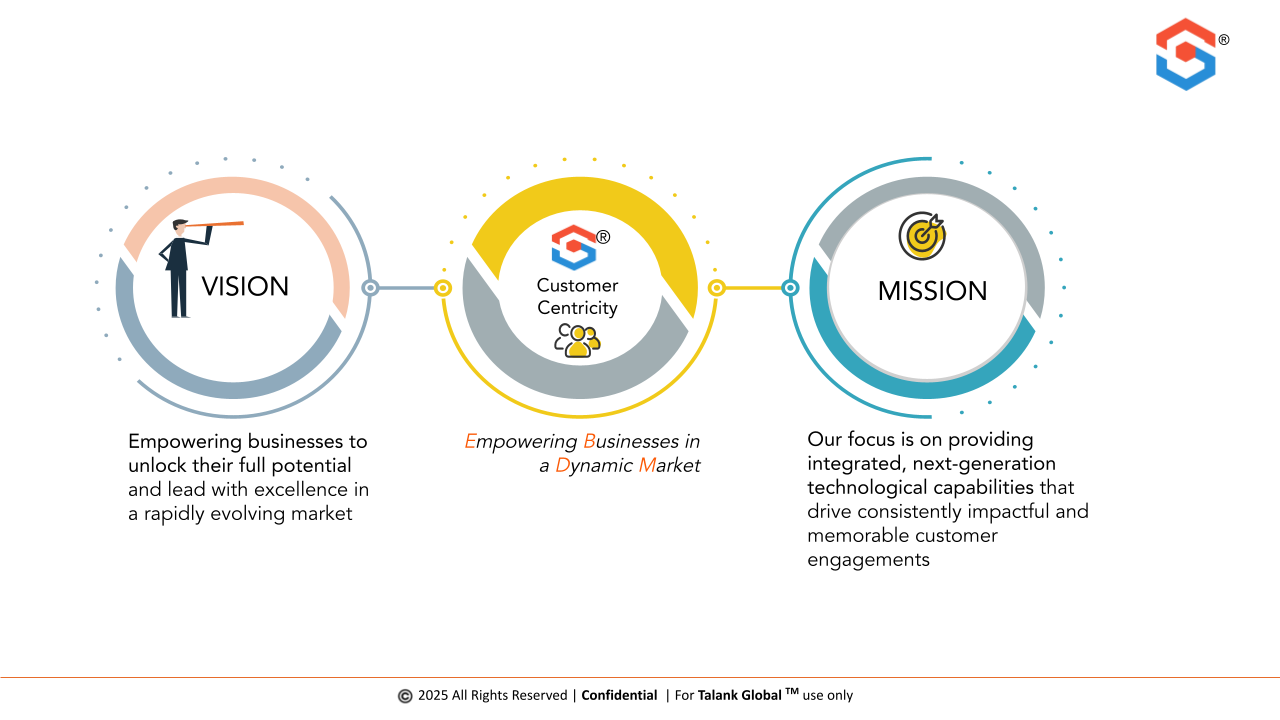 ®
VISION
®
Customer
Centricity
MISSION
Empowering businesses to
unlock their full potential
and lead with excellence in
a rapidly evolving market
Empowering Businesses in
a Dynamic Market
Our focus is on providing
integrated, next-generation
technological capabilities that
drive consistently impactful and
memorable customer
engagements
© 2025 All Rights Reserved | Confidential | For Talank Global TM use only